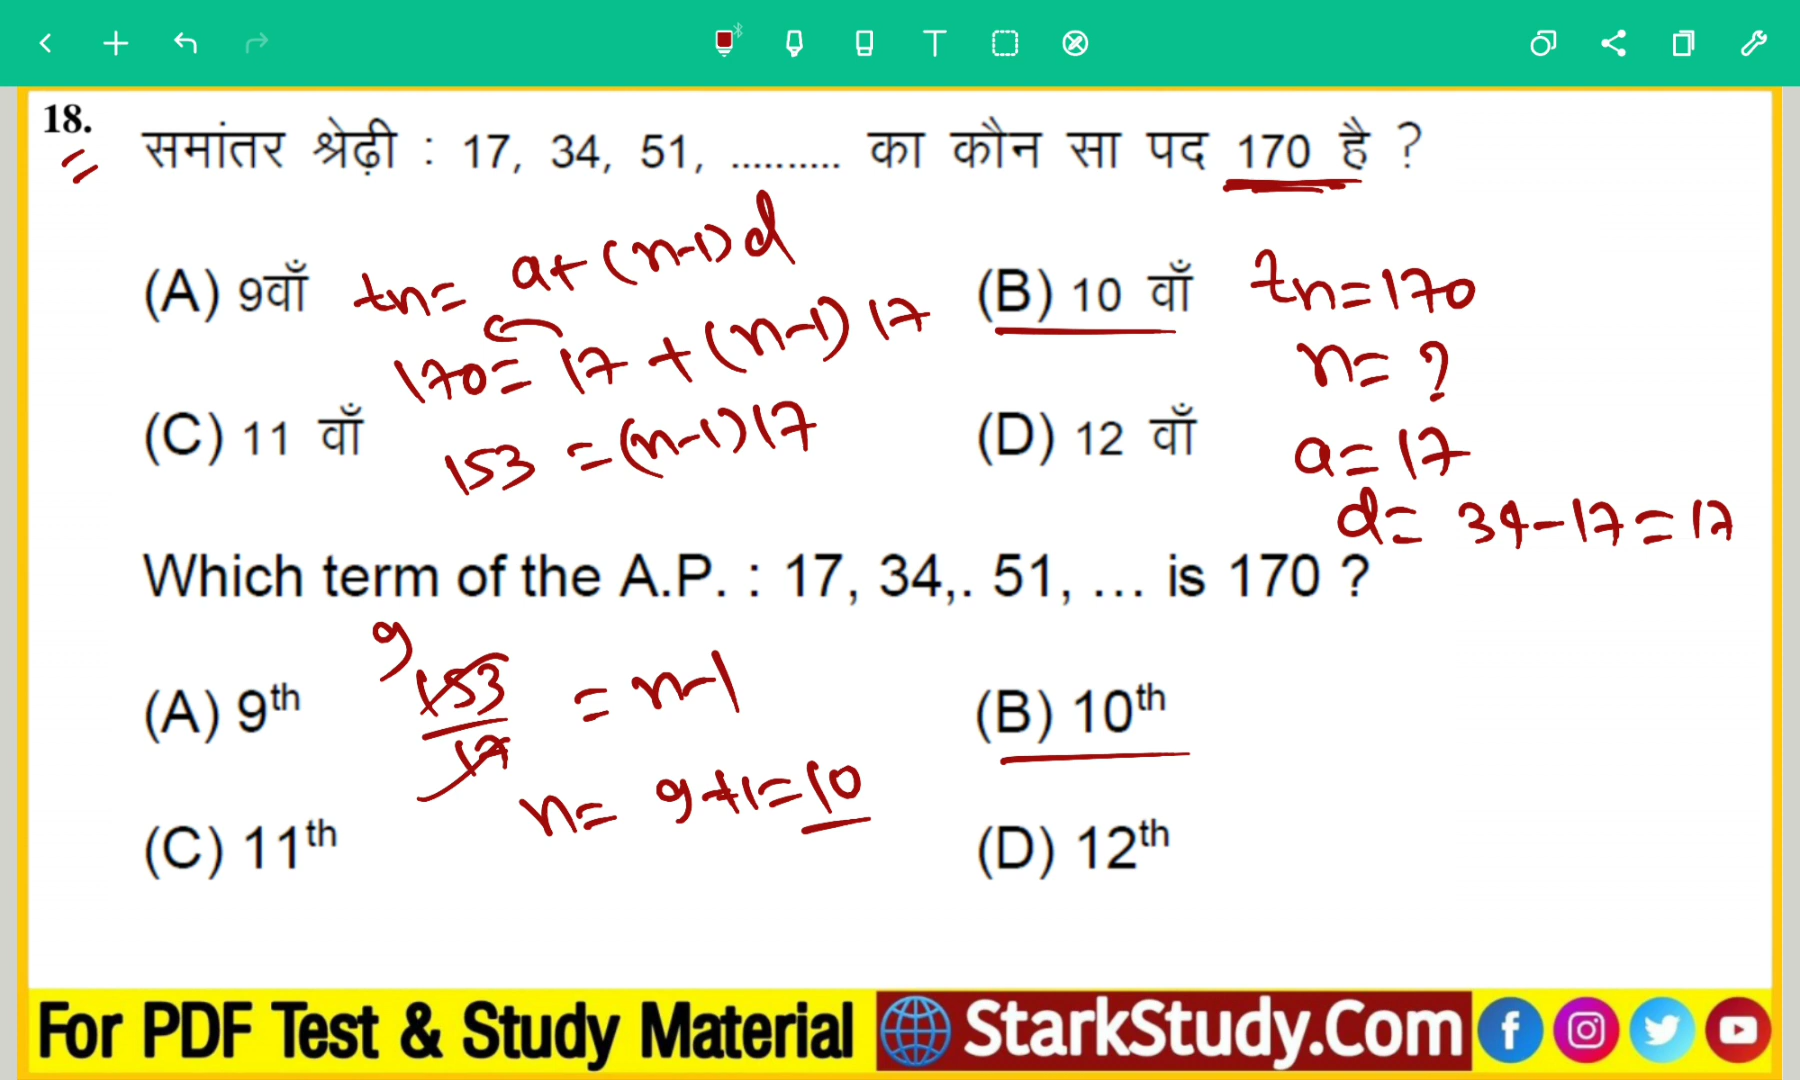 18.
समांतर श्रेढ़ी : 17, 34, 51, .......... का कौन सा पद 170 है ?
tn= a+(n-1)d
(A) 9वाँ
(B) 10 वाँ
tn=170
170= 17+(n-1)17
n= ?
(C) 11 वाँ
153 =(n-1)17
(D) 12 वाँ
a= 17
d= 34-17=17
Which term of the A.P. : 17, 34,. 51, ... is 170 ?
9
(A) 9th
153/17 = n-1
(B) 10th
n= 9+1=10
(C) 11th
(D) 12th
For PDF Test & Study Material StarkStudy.Com